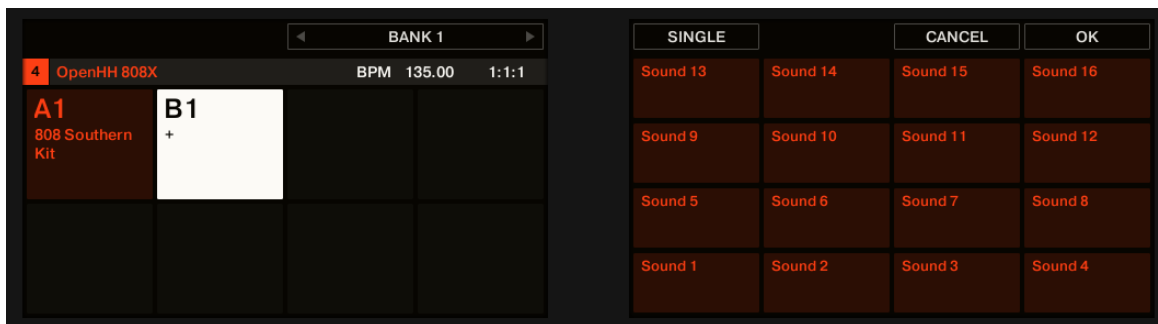 BANK 1
4 OpenHH 808X BPM 135.00 1:1:1
A1
808 Southern
Kit
B1
+
SINGLE CANCEL OK
Sound 13 Sound 14 Sound 15 Sound 16
Sound 9 Sound 10 Sound 11 Sound 12
Sound 5 Sound 6 Sound 7 Sound 8
Sound 1 Sound 2 Sound 3 Sound 4